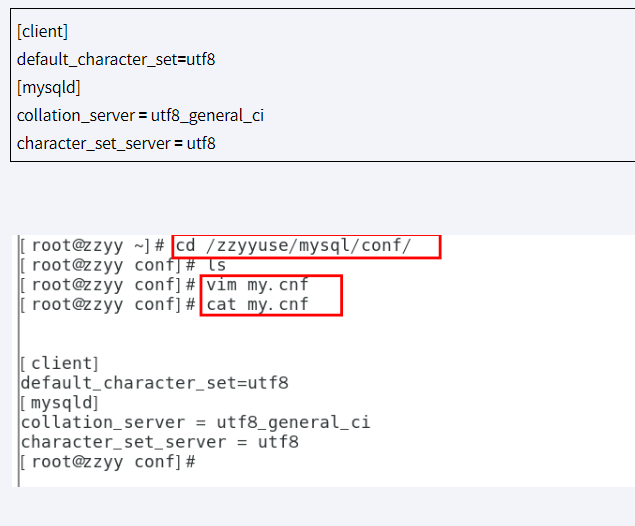 [client]
default_character_set=utf8
[mysqld]
collation_server = utf8_general_ci
character_set_server = utf8
[root@zzyy ~]# cd /zzyyuse/mysql/conf/
[root@zzyy conf]# ls
[root@zzyy conf]# vim my.cnf
[root@zzyy conf]# cat my.cnf
[client]
default_character_set=utf8
[mysqld]
collation_server = utf8_general_ci
character_set_server = utf8
[root@zzyy conf]#